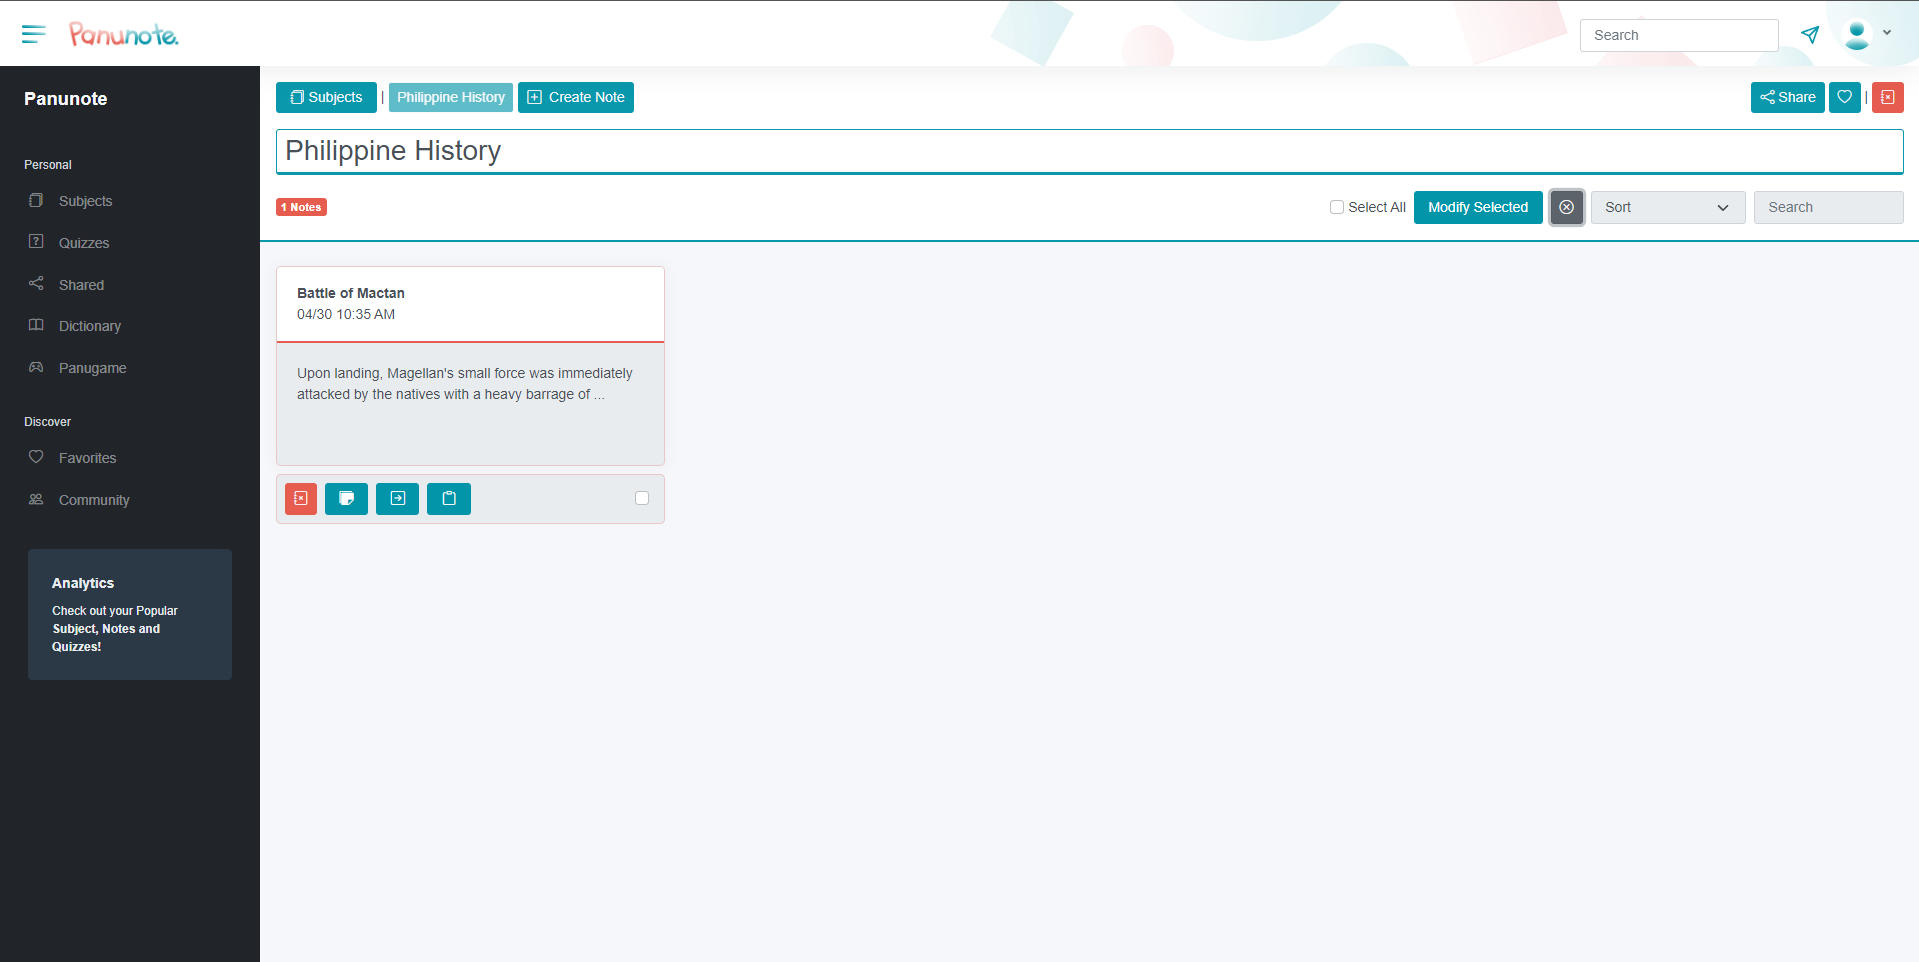 Panunote.
Search
Panunote
Personal
Subjects
Quizzes
Shared
Dictionary
Panugame
Discover
Favorites
Community
Analytics
Check out your Popular
Subject, Notes and
Quizzes!
Subjects | Philippine History Create Note
Share |
Philippine History
1 Notes
Select All Modify Selected Sort Search
Battle of Mactan
04/30 10:35 AM
Upon landing, Magellan's small force was immediately
attacked by the natives with a heavy barrage of ...